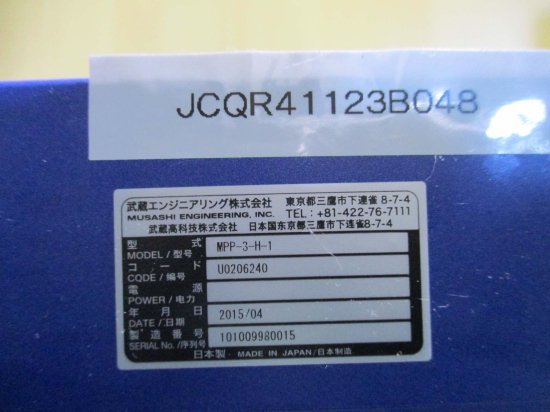 JCQR41123B048
武蔵エンジニアリング株式会社 東京都三鷹市下連雀 8-7-4
MUSASHI ENGINEERING, INC. TEL : +81-422-76-7111
武蔵高科技株式会社 日本国东京都三鹰市下连雀8-7-4
型 式 MPP-3-H-1
MODEL / 型号
コード U0206240
CODE / 編号
電 源
POWER / 电力
年 月 日 2015/04
DATE / 日期
製 造 番 号 101009980015
SERIAL No. / 序列号
日本製 · MADE IN JAPAN/日本制造